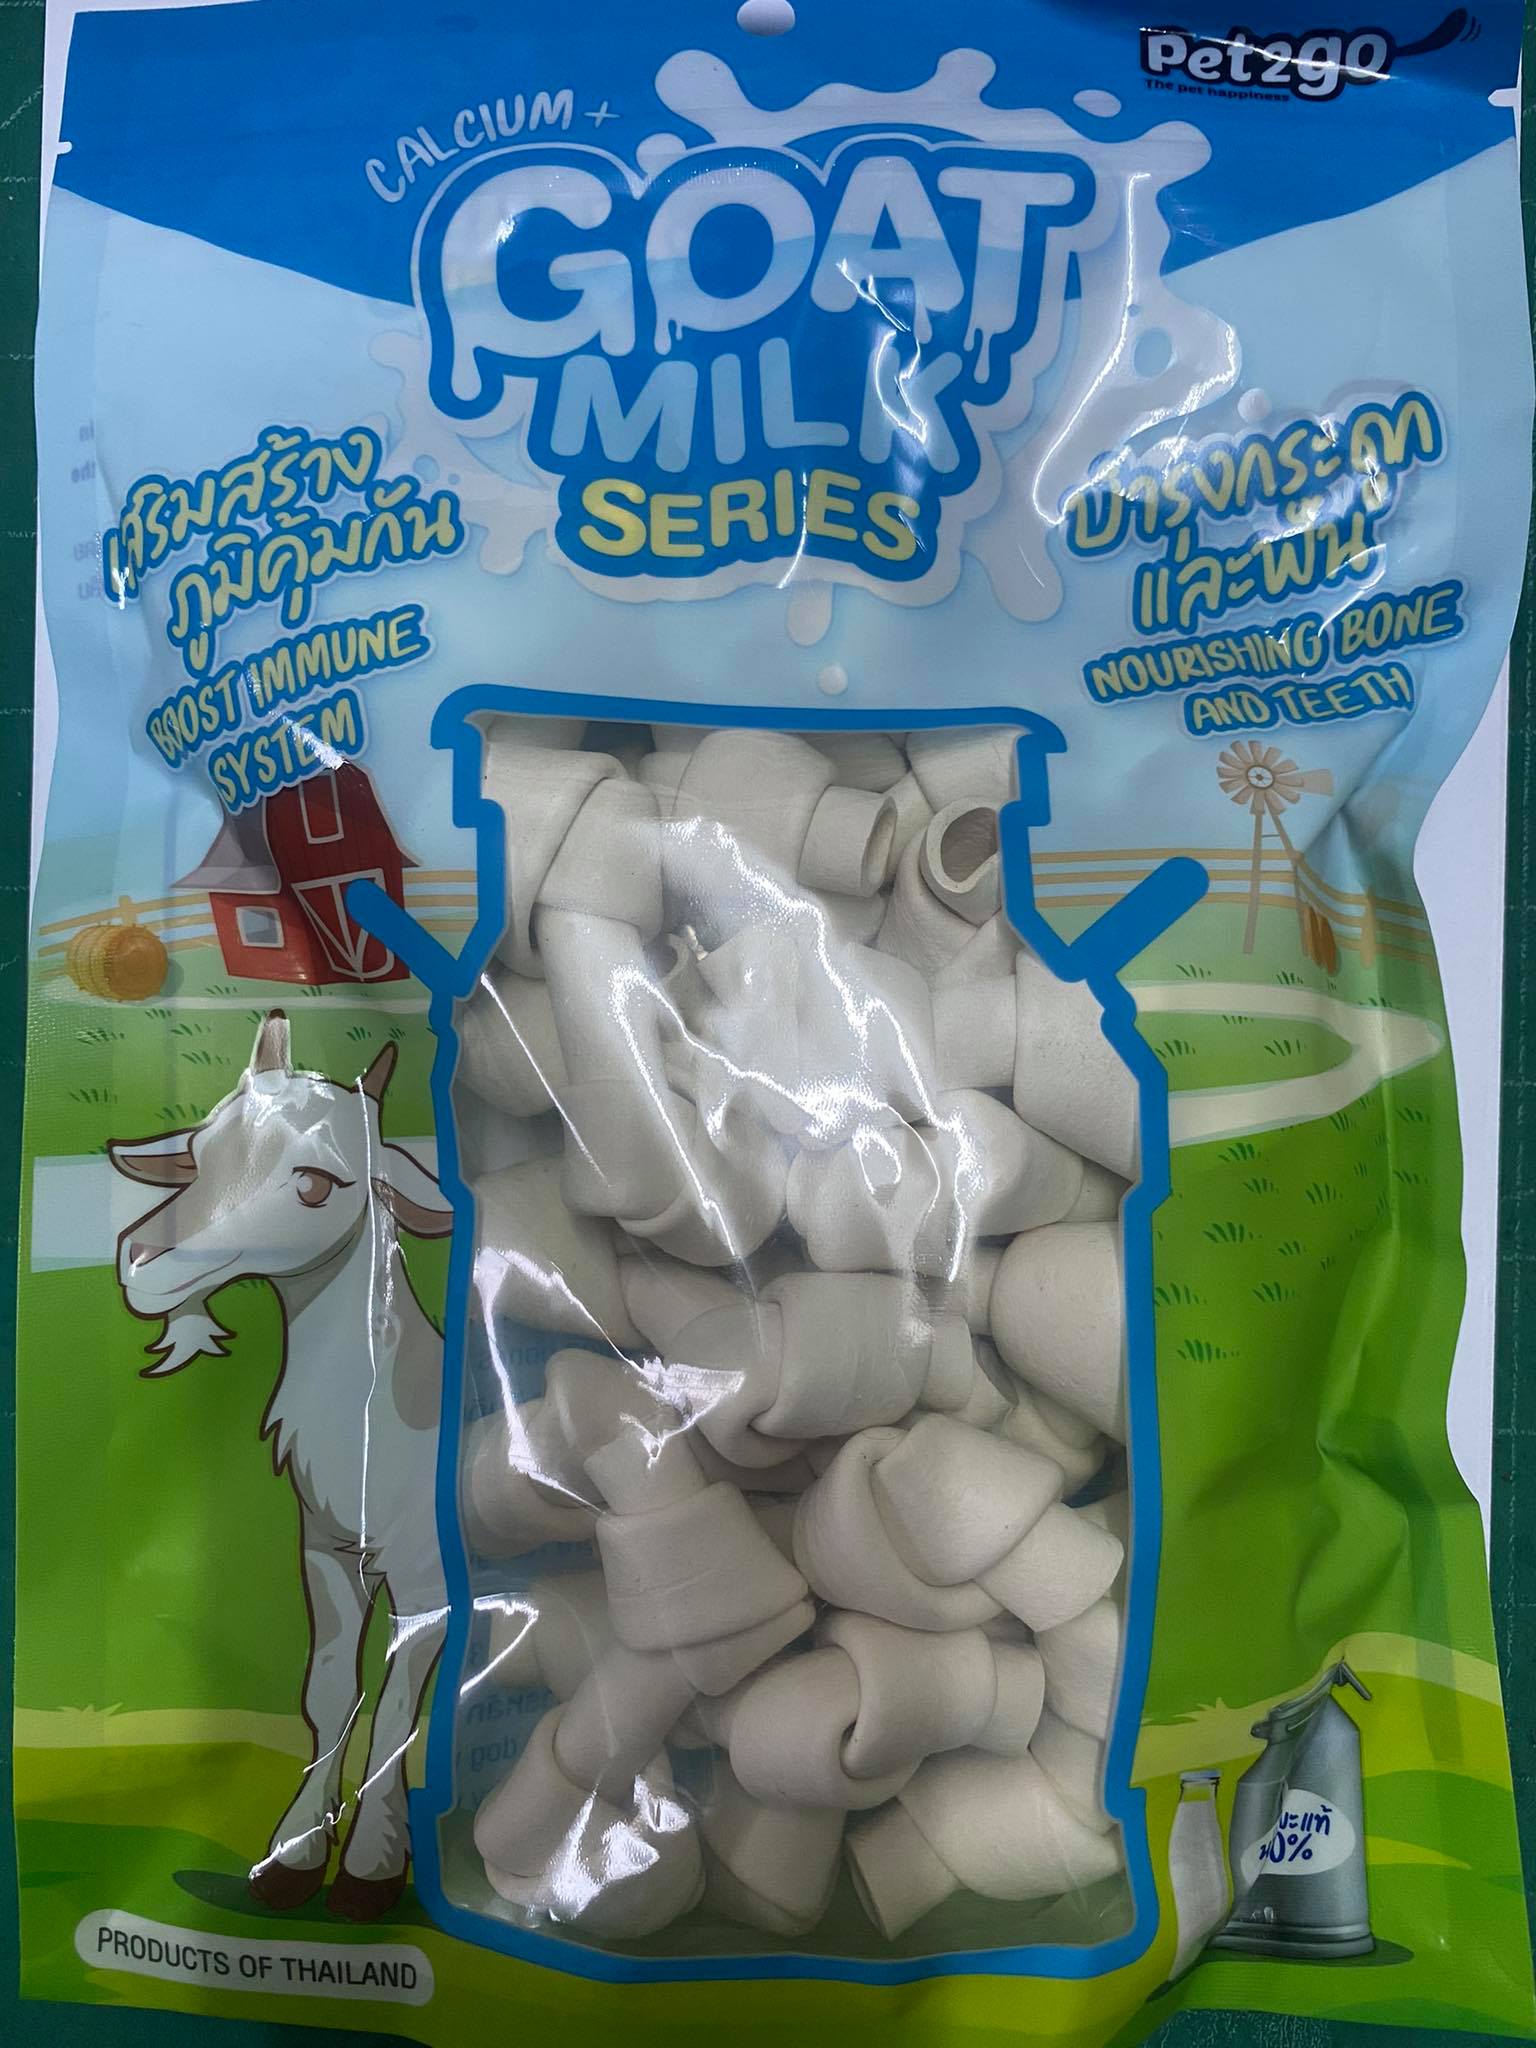 Pet2go
The pet happiness
CALCIUM +
GOAT
MILK
SERIES
เสริมสร้าง
ภูมิคุ้มกัน
BOOST IMMUNE
SYSTEM
บำรุงกระดูก
และฟัน
NOURISHING BONE
AND TEETH
PRODUCTS OF THAILAND